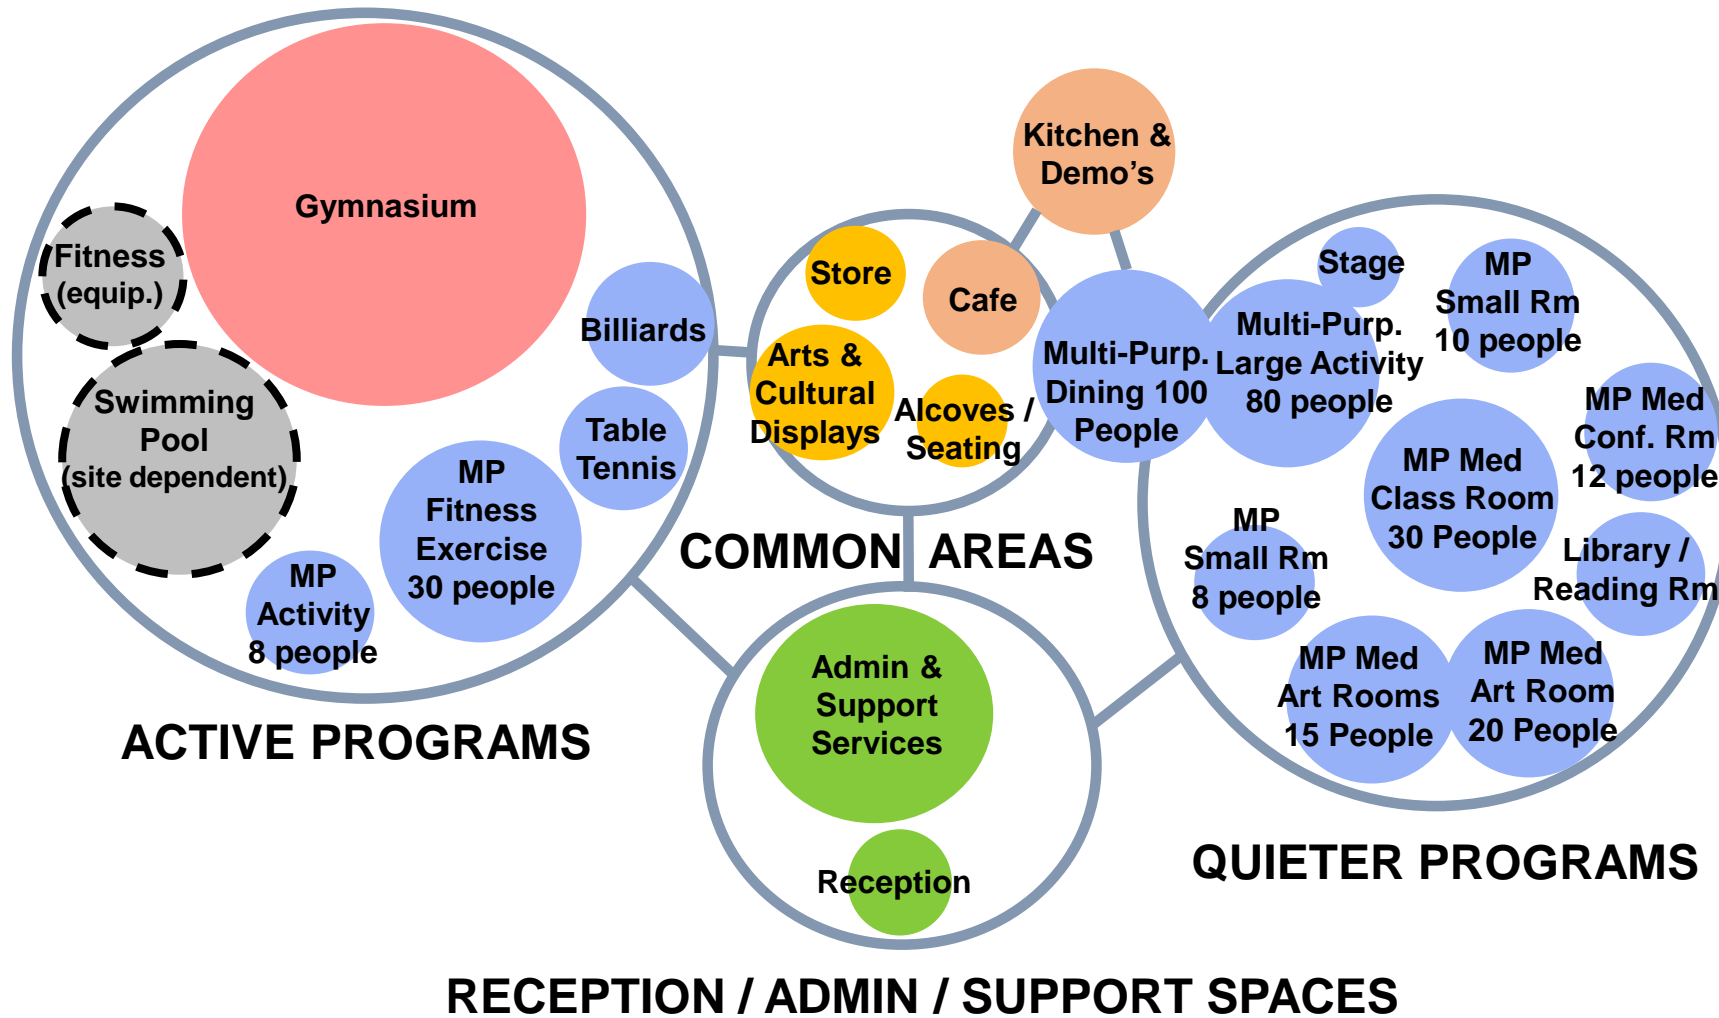 Gymnasium
Fitness
(equip.)
Swimming
Pool
(site dependent)
Billiards
Table
Tennis
MP
Fitness
Exercise
30 people
MP
Activity
8 people
ACTIVE PROGRAMS
Kitchen &
Demo’s
Store
Cafe
Arts &
Cultural
Displays
Alcoves /
Seating
Multi-Purp.
Dining 100
People
COMMON AREAS
Admin &
Support
Services
Reception
RECEPTION / ADMIN / SUPPORT SPACES
Stage
Multi-Purp.
Large Activity
80 people
MP
Small Rm
10 people
MP Med
Conf. Rm
12 people
MP Med
Class Room
30 People
MP
Small Rm
8 people
Library /
Reading Rm
MP Med
Art Rooms
15 People
MP Med
Art Room
20 People
QUIETER PROGRAMS